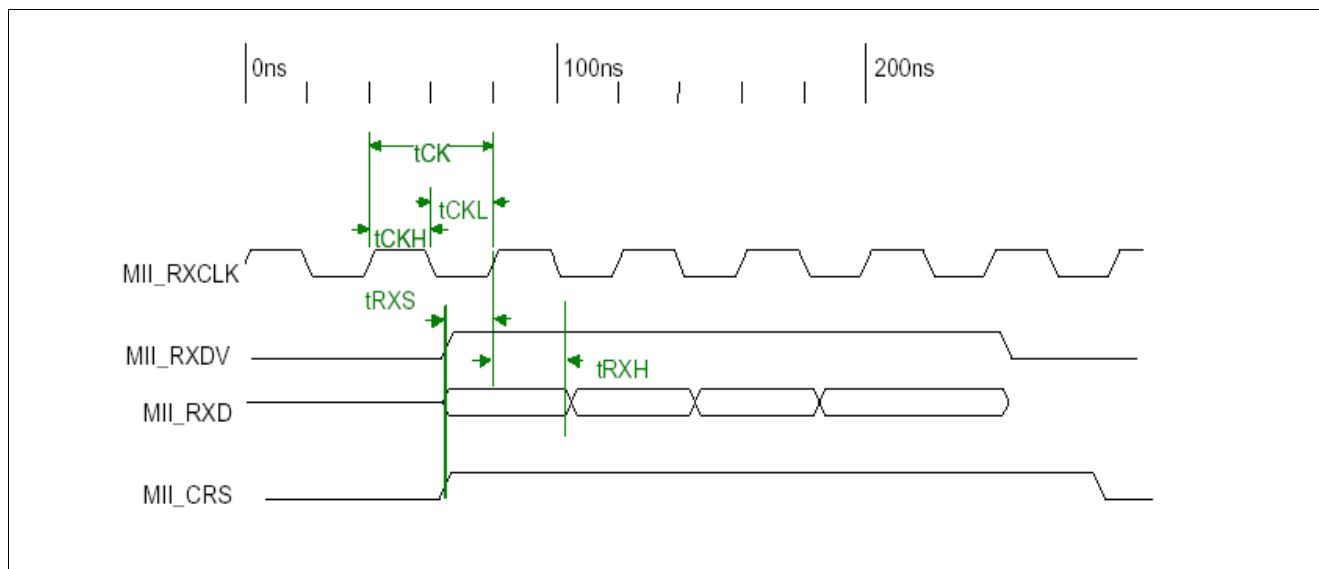 0ns 100ns 200ns
tCK
tCKL
tCKH
MII_RXCLK
tRXS
MII_RXDV
tRXH
MII_RXD
MII_CRS